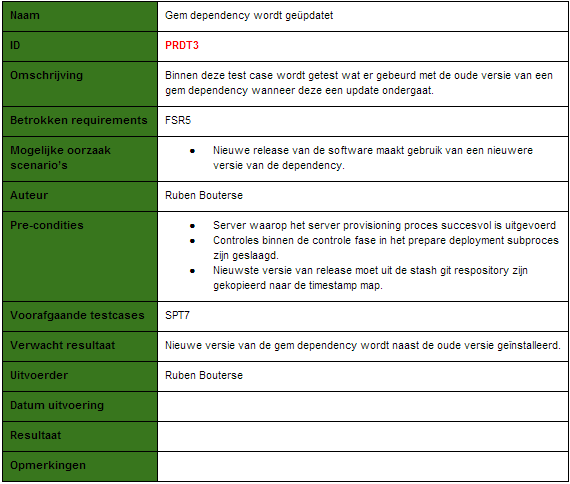 Naam Gem dependency wordt geüpdatet
ID PRDT3
Omschrijving Binnen deze test case wordt getest wat er gebeurd met de oude versie van een
gem dependency wanneer deze een update ondergaat.
Betrokken requirements FSR5
Mogelijke oorzaak ● Nieuwe release van de software maakt gebruik van een nieuwere
scenario's versie van de dependency.
Auteur Ruben Bouterse
Pre-condities ● Server waarop het server provisioning proces succesvol is uitgevoerd
● Controles binnen de controle fase in het prepare deployment subproces
zijn geslaagd.
● Nieuwste versie van release moet uit de stash git respository zijn
gekopieerd naar de timestamp map.
Voorafgaande testcases SPT7
Verwacht resultaat Nieuwe versie van de gem dependency wordt naast de oude versie geïnstalleerd.
Uitvoerder Ruben Bouterse
Datum uitvoering
Resultaat
Opmerkingen